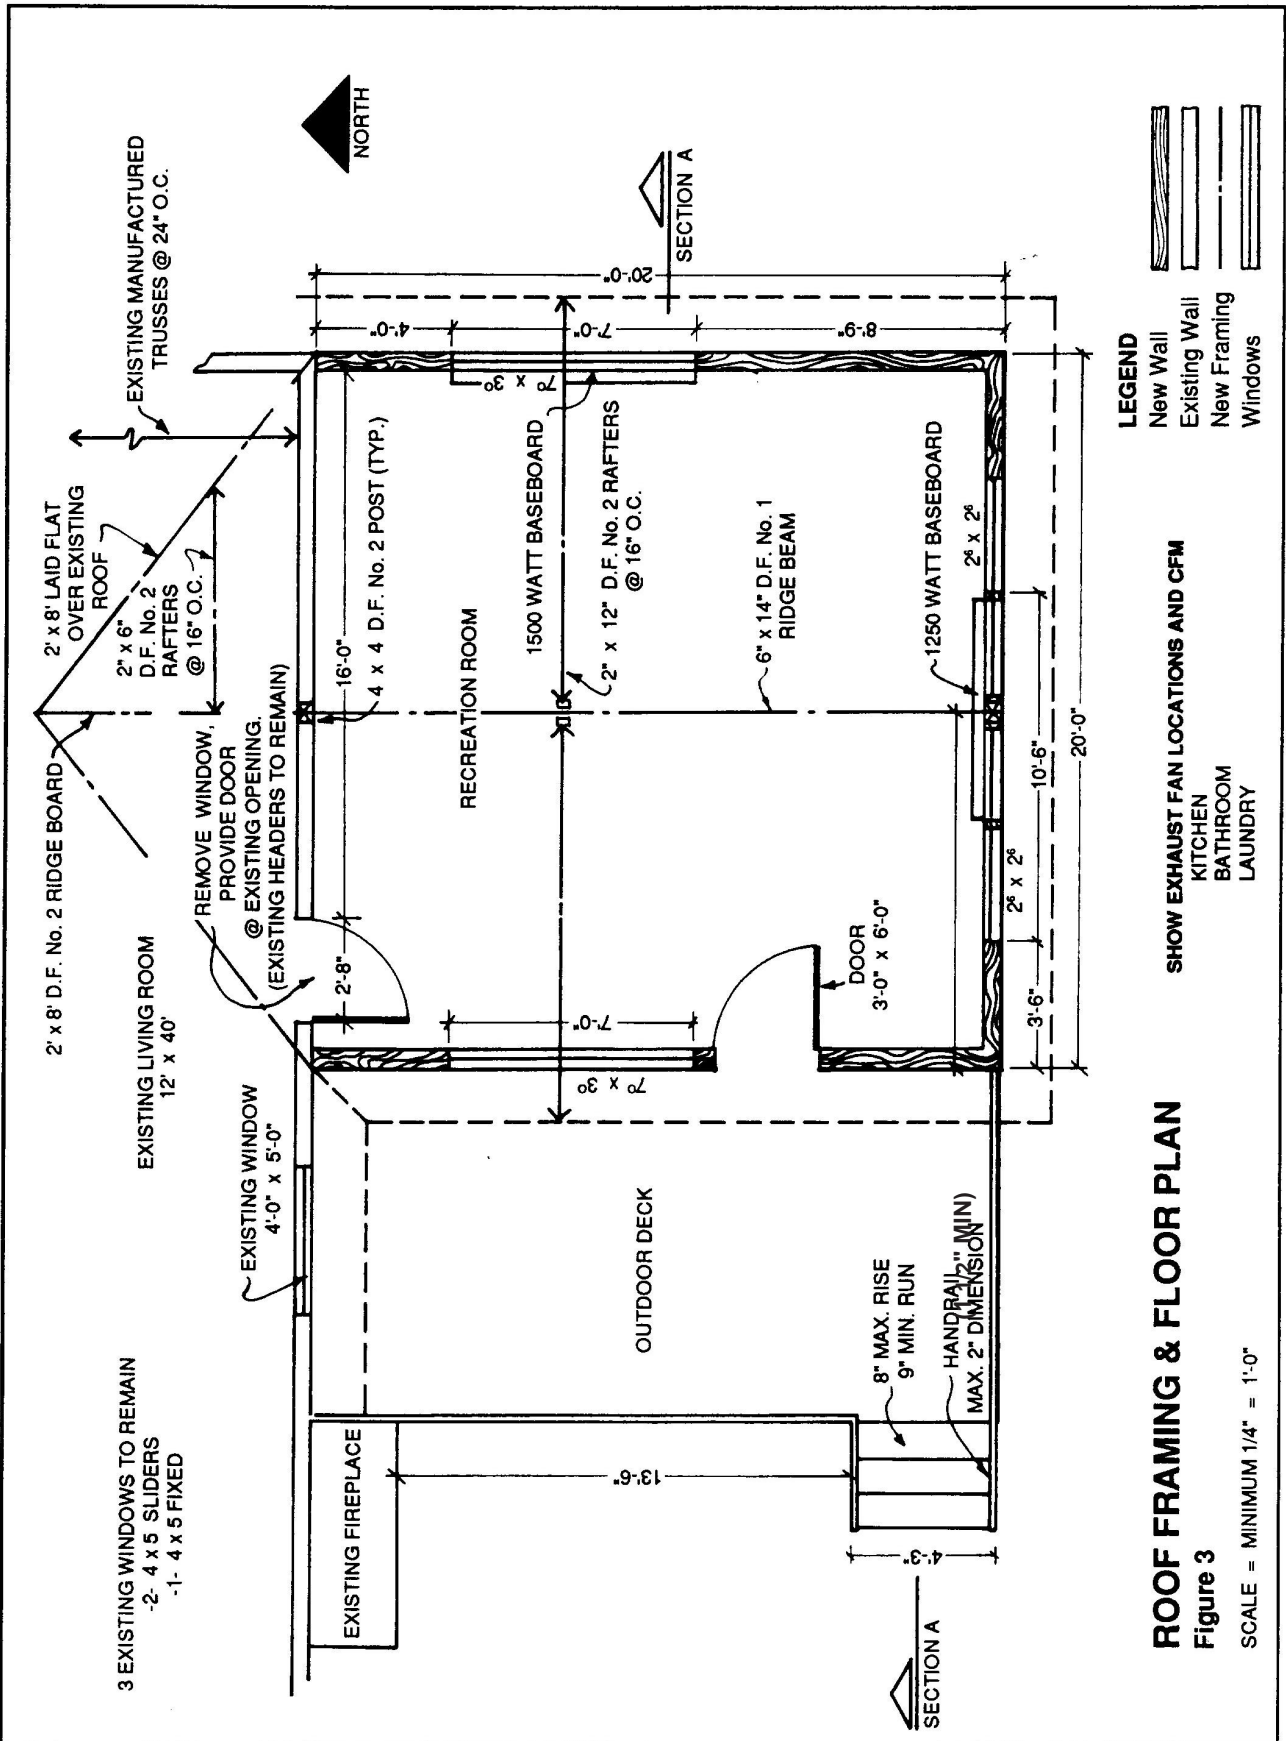 3 EXISTING WINDOWS TO REMAIN
-2- 4 x 5 SLIDERS
-1- 4 x 5 FIXED
2' x 8' D.F. No. 2 RIDGE BOARD
2' x 8' LAID FLAT
OVER EXISTING
ROOF
2" x 6"
D.F. No. 2
RAFTERS
@ 16" O.C.
EXISTING MANUFACTURED
TRUSSES @ 24" O.C.
NORTH
EXISTING LIVING ROOM
12' x 40'
REMOVE WINDOW,
PROVIDE DOOR
@ EXISTING OPENING.
(EXISTING HEADERS TO REMAIN)
EXISTING WINDOW
4'-0" x 5'-0"
2'-8"
16'-0"
4 x 4 D.F. No. 2 POST (TYP.)
EXISTING FIREPLACE
RECREATION ROOM
1500 WATT BASEBOARD
7⁰ x 3⁰
4'-0"
7'-0"
8'-9"
20'-0"
SECTION A
7'-0"
7⁰ x 3⁰
2" x 12" D.F. No. 2 RAFTERS
@ 16" O.C.
13'-6"
OUTDOOR DECK
6" x 14" D.F. No. 1
RIDGE BEAM
DOOR
3'-0" x 6'-0"
8" MAX. RISE
9" MIN. RUN
HANDRAIL
(1 1/2" MIN)
MAX. 2" DIMENSION
1250 WATT BASEBOARD
4'-3"
SECTION A
2⁶ x 2⁶
2⁶ x 2⁶
3'-6"
10'-6"
20'-0"
ROOF FRAMING & FLOOR PLAN
Figure 3
SCALE = MINIMUM 1/4" = 1'-0"
SHOW EXHAUST FAN LOCATIONS AND CFM
KITCHEN
BATHROOM
LAUNDRY
LEGEND
New Wall
Existing Wall
New Framing
Windows